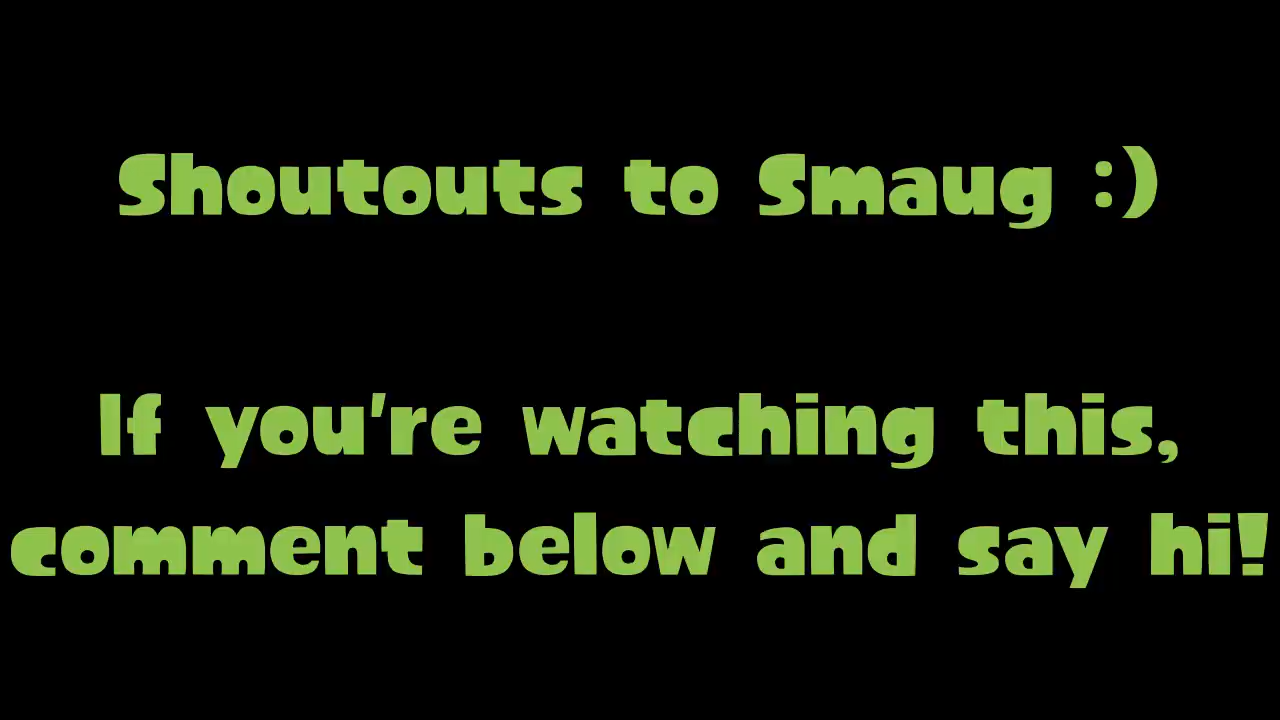 Shoutouts to Smaug :)
If you're watching this,
comment below and say hi!